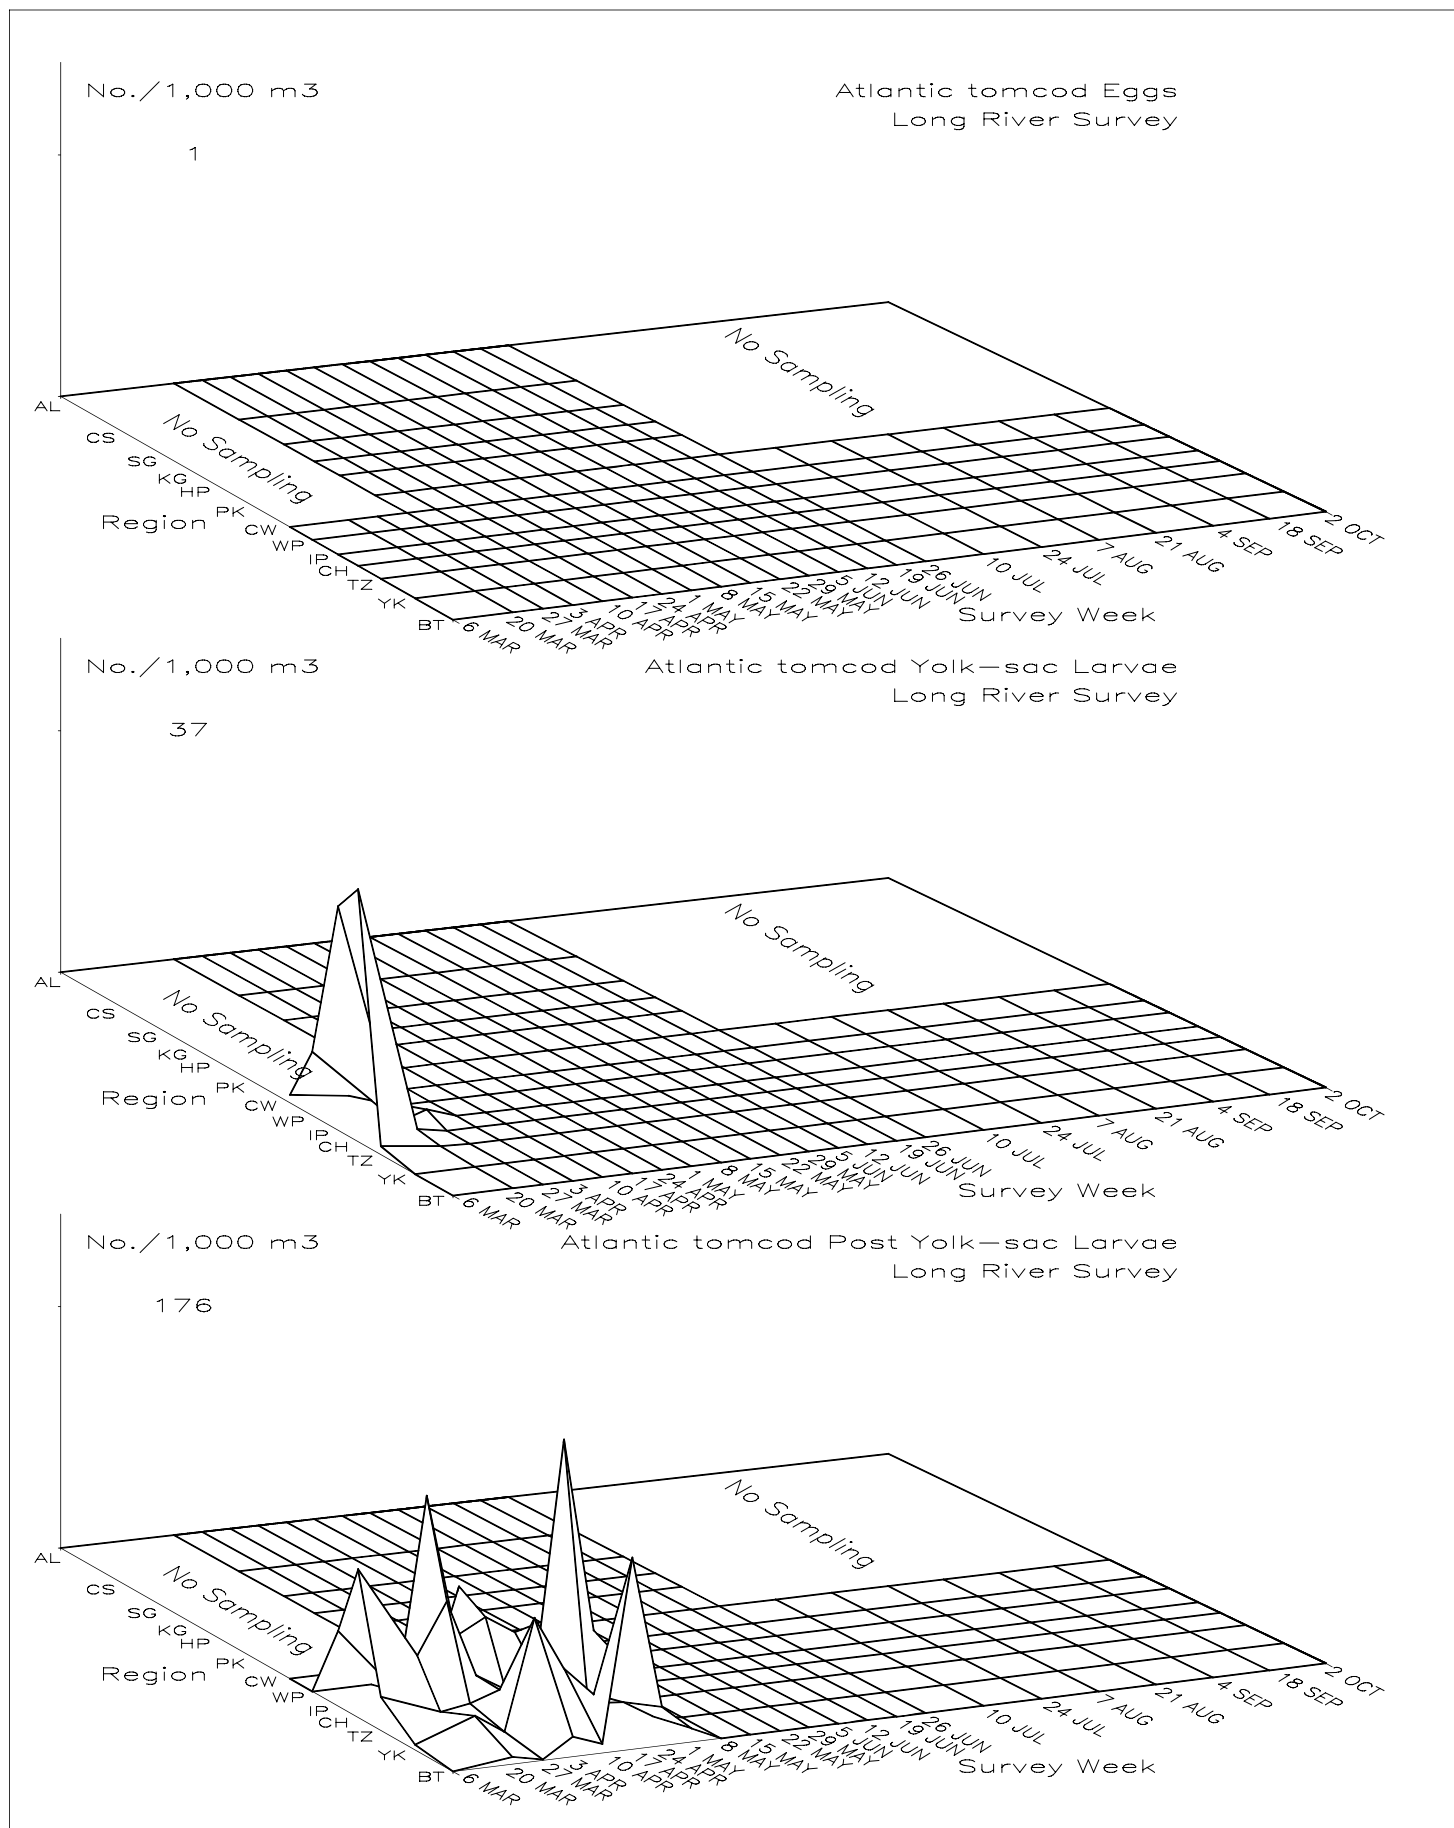 No./1,000 m3
Atlantic tomcod Eggs
Long River Survey
1
No Sampling
AL
CS
SG
KG
HP
PK
CW
WP
IP
CH
TZ
YK
BT
No Sampling
Region
6 MAR
20 MAR
27 MAR
3 APR
10 APR
17 APR
24 APR
1 MAY
8 MAY
15 MAY
22 MAY
29 MAY
5 JUN
12 JUN
19 JUN
26 JUN
10 JUL
24 JUL
7 AUG
21 AUG
4 SEP
18 SEP
2 OCT
Survey Week
No./1,000 m3
Atlantic tomcod Yolk-sac Larvae
Long River Survey
37
No Sampling
AL
CS
SG
KG
HP
PK
CW
WP
IP
CH
TZ
YK
BT
No Sampling
Region
6 MAR
20 MAR
27 MAR
3 APR
10 APR
17 APR
24 APR
1 MAY
8 MAY
15 MAY
22 MAY
29 MAY
5 JUN
12 JUN
19 JUN
26 JUN
10 JUL
24 JUL
7 AUG
21 AUG
4 SEP
18 SEP
2 OCT
Survey Week
No./1,000 m3
Atlantic tomcod Post Yolk-sac Larvae
Long River Survey
176
No Sampling
AL
CS
SG
KG
HP
PK
CW
WP
IP
CH
TZ
YK
BT
No Sampling
Region
6 MAR
20 MAR
27 MAR
3 APR
10 APR
17 APR
24 APR
1 MAY
8 MAY
15 MAY
22 MAY
29 MAY
5 JUN
12 JUN
19 JUN
26 JUN
10 JUL
24 JUL
7 AUG
21 AUG
4 SEP
18 SEP
2 OCT
Survey Week